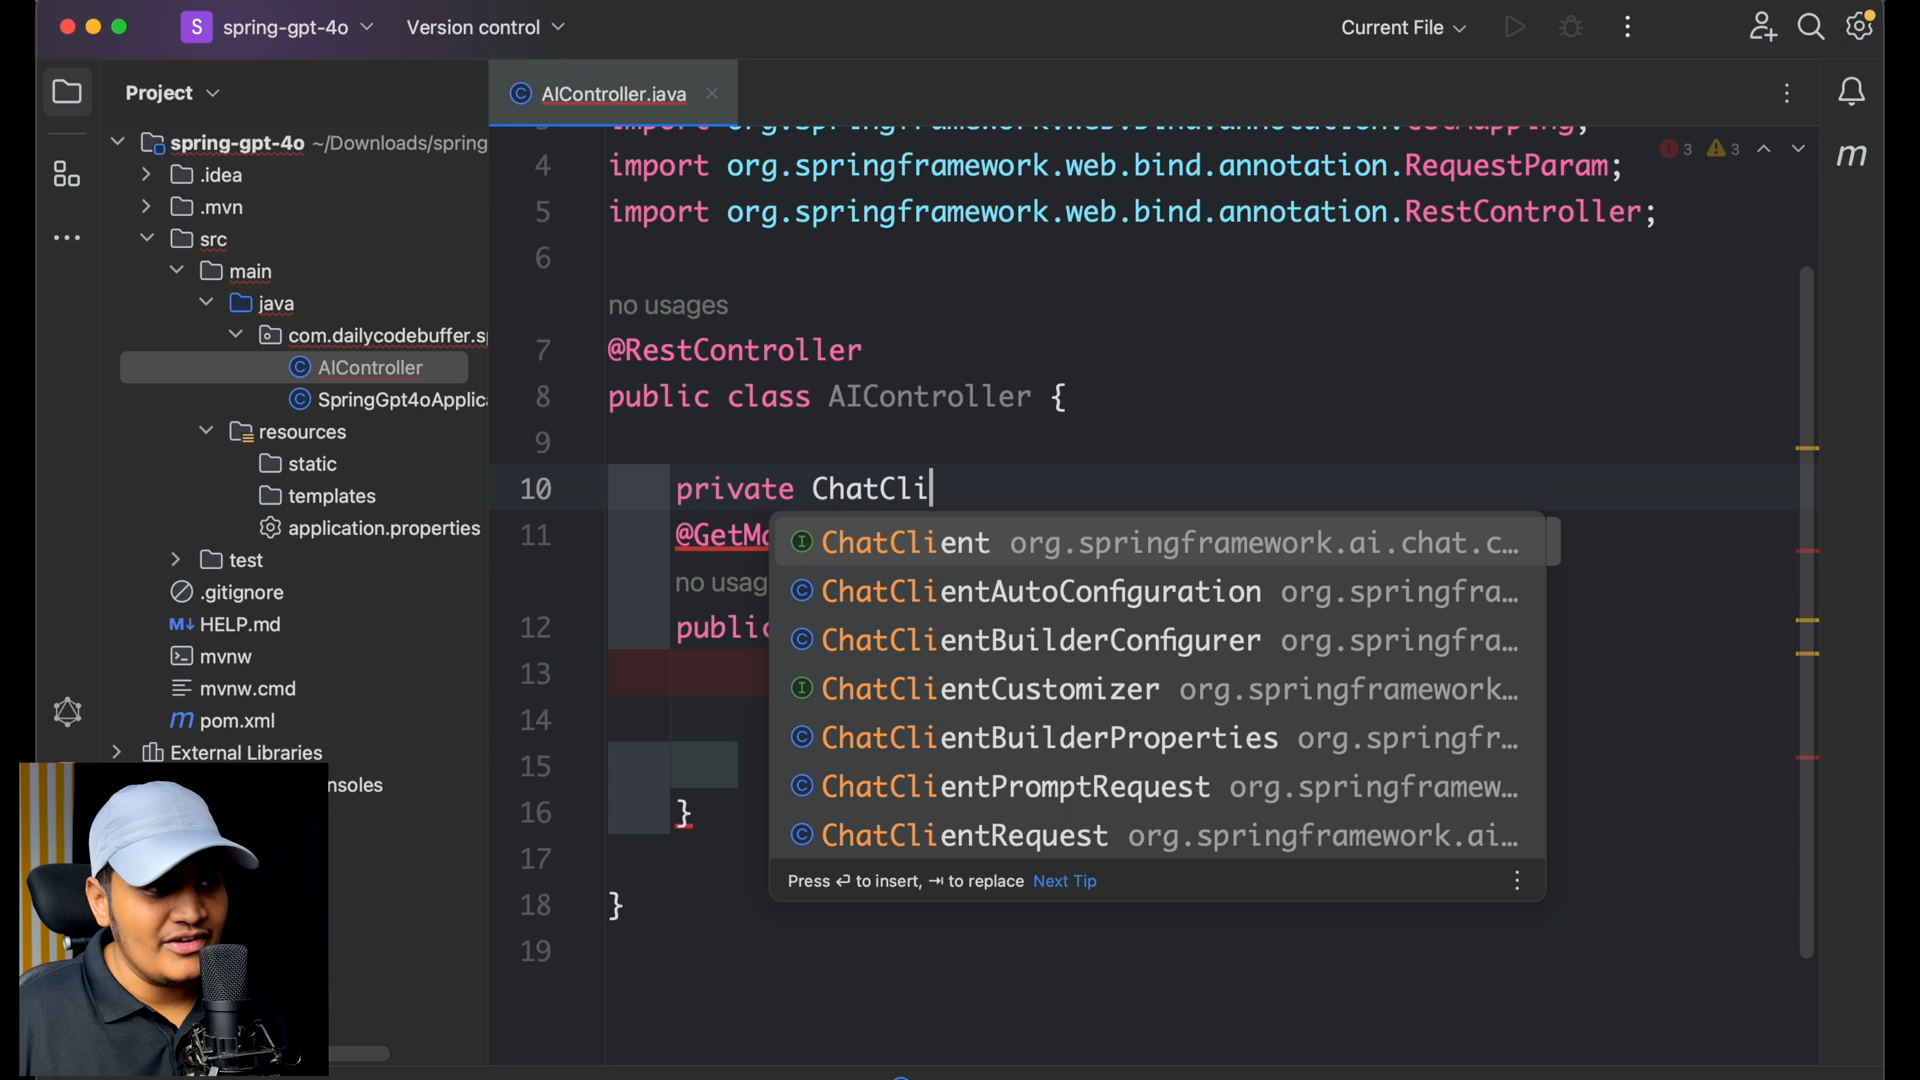 S spring-gpt-4o Version control Current File
Project
AIController.java
spring-gpt-4o ~/Downloads/spring
.idea
.mvn
src
main
java
com.dailycodebuffer.s
AIController
SpringGpt4oApplica
resources
static
templates
application.properties
test
.gitignore
HELP.md
mvnw
mvnw.cmd
pom.xml
External Libraries
nsoles
4 import org.springframework.web.bind.annotation.RequestParam;
5 import org.springframework.web.bind.annotation.RestController;
6
no usages
7 @RestController
8 public class AIController {
9
10 private ChatCli
11 @GetMa
no usag
12 public
13
14
15
16 }
17
18 }
19
3 3
ChatClient org.springframework.ai.chat.c…
ChatClientAutoConfiguration org.springfra…
ChatClientBuilderConfigurer org.springfra…
ChatClientCustomizer org.springframework…
ChatClientBuilderProperties org.springfr…
ChatClientPromptRequest org.springframew…
ChatClientRequest org.springframework.ai…
Press ⏎ to insert, ⇥ to replace Next Tip
m